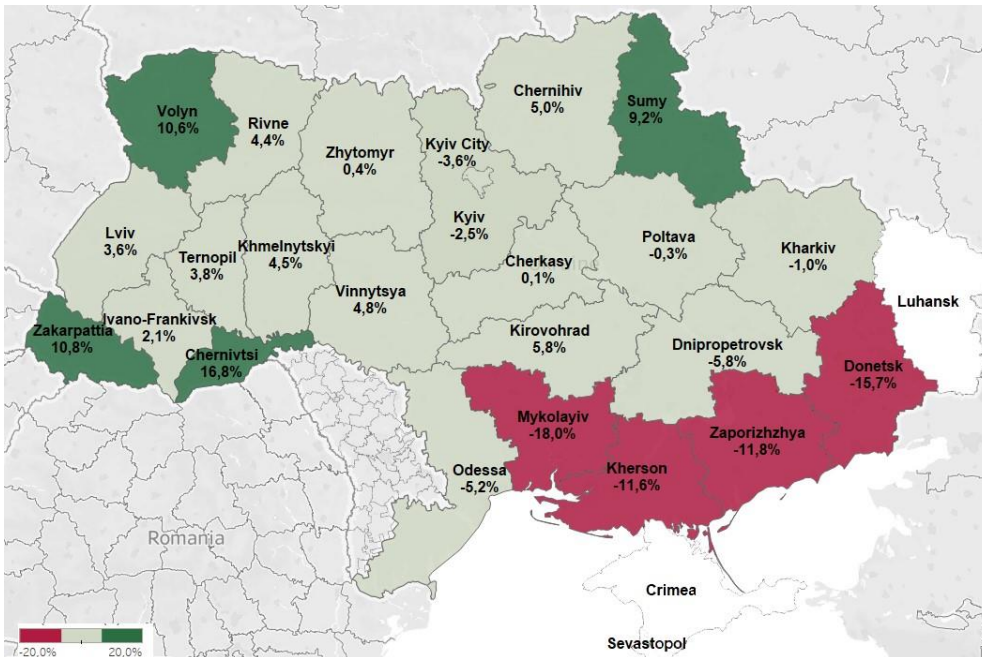 Volyn
10,6%
Rivne
4,4%
Zhytomyr
0,4%
Kyiv City
-3,6%
Chernihiv
5,0%
Sumy
9,2%
Lviv
3,6%
Ternopil
3,8%
Khmelnytskyi
4,5%
Kyiv
-2,5%
Cherkasy
0,1%
Poltava
-0,3%
Kharkiv
-1,0%
Vinnytsya
4,8%
Luhansk
Zakarpattia
10,8%
Ivano-Frankivsk
2,1%
Chernivtsi
16,8%
Kirovohrad
5,8%
Dnipropetrovsk
-5,8%
Donetsk
-15,7%
Mykolayiv
-18,0%
Zaporizhzhya
-11,8%
Odessa
-5,2%
Kherson
-11,6%
Romania
Crimea
Sevastopol
-20,0%
20,0%